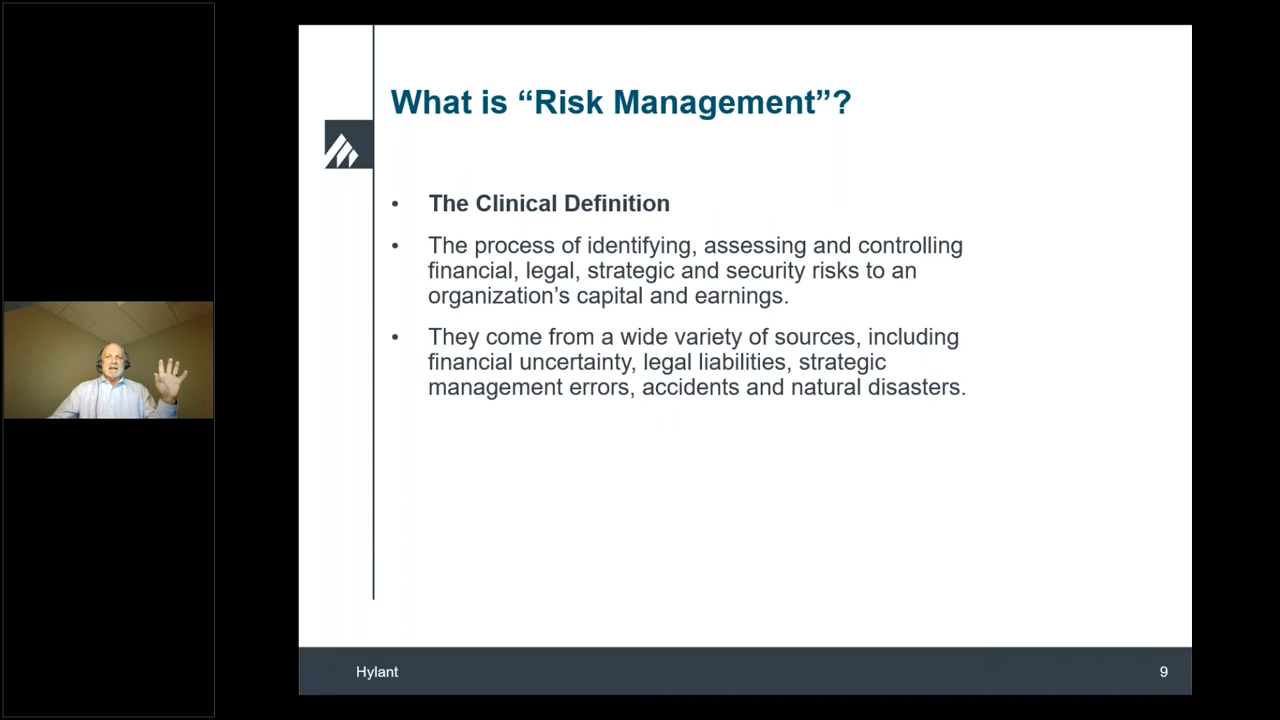 What is “Risk Management”?
• The Clinical Definition
• The process of identifying, assessing and controlling
financial, legal, strategic and security risks to an
organization’s capital and earnings.
• They come from a wide variety of sources, including
financial uncertainty, legal liabilities, strategic
management errors, accidents and natural disasters.
Hylant
9